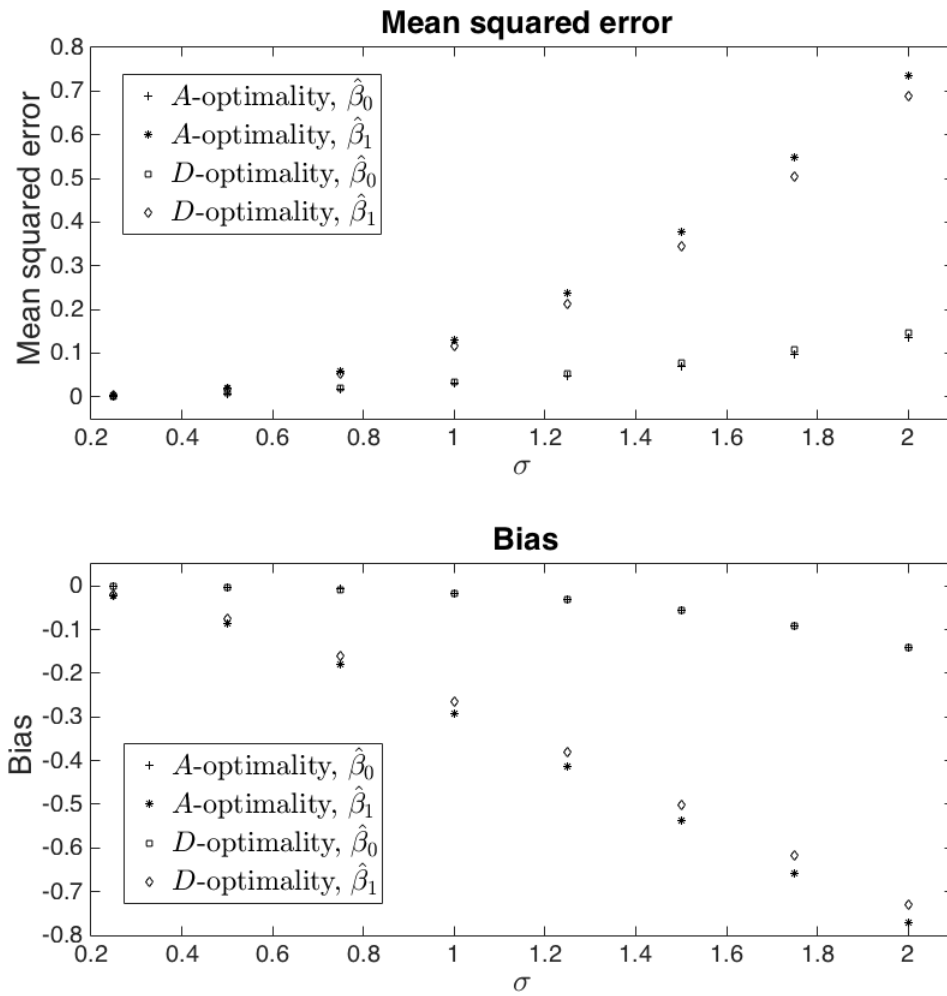 Mean squared error
Mean squared error
0.8
0.7
0.6
0.5
0.4
0.3
0.2
0.1
0
+ A-optimality, β̂₀
* A-optimality, β̂₁
□ D-optimality, β̂₀
◇ D-optimality, β̂₁
0.2 0.4 0.6 0.8 1 1.2 1.4 1.6 1.8 2
σ
Bias
Bias
0
-0.1
-0.2
-0.3
-0.4
-0.5
-0.6
-0.7
-0.8
+ A-optimality, β̂₀
* A-optimality, β̂₁
□ D-optimality, β̂₀
◇ D-optimality, β̂₁
0.2 0.4 0.6 0.8 1 1.2 1.4 1.6 1.8 2
σ